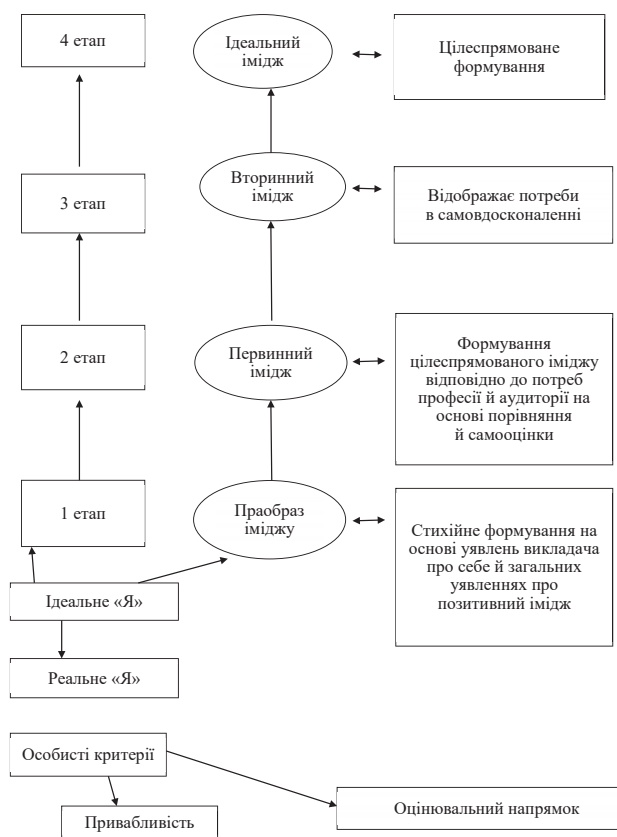 4 етап
Ідеальний
імідж
Цілеспрямоване
формування
3 етап
Вторинний
імідж
Відображає потреби
в самовдосконаленні
2 етап
Первинний
імідж
Формування
цілеспрямованого іміджу
відповідно до потреб
професії й аудиторії на
основі порівняння
й самооцінки
1 етап
Праобраз
іміджу
Стихійне формування на
основі уявлень викладача
про себе й загальних
уявленнях про
позитивний імідж
Ідеальне «Я»
Реальне «Я»
Особисті критерії
Привабливість
Оцінювальний напрямок